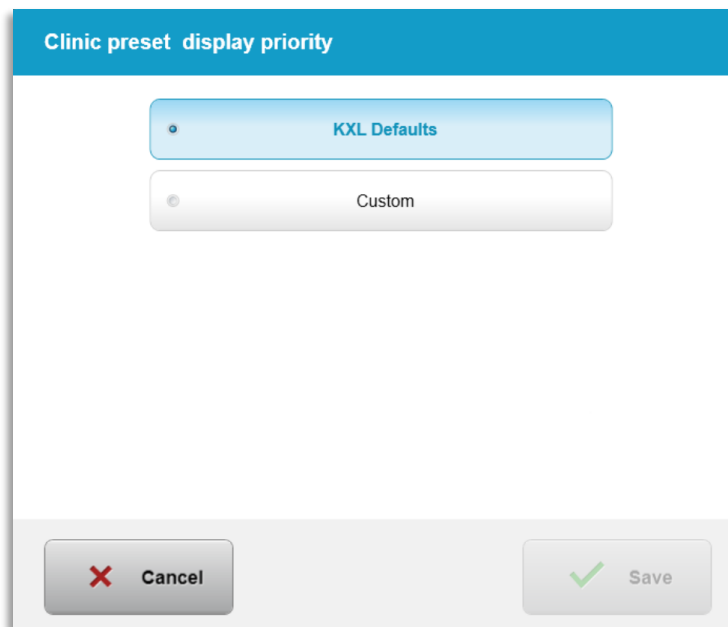 Clinic preset display priority
KXL Defaults
Custom
Cancel
Save